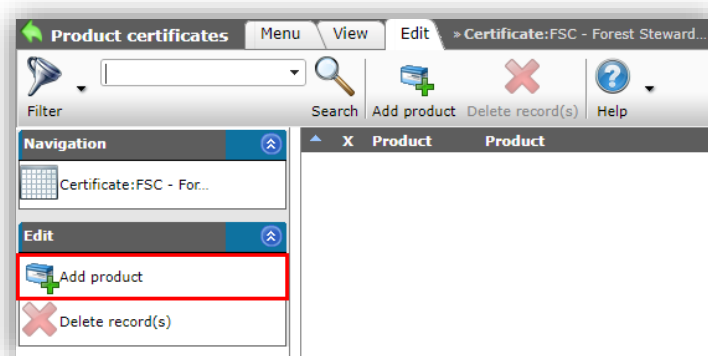 Product certificates Menu View Edit »Certificate:FSC - Forest Steward...
Filter Search Add product Delete record(s) Help
Navigation
Certificate:FSC - For...
X Product Product
Edit
Add product
Delete record(s)